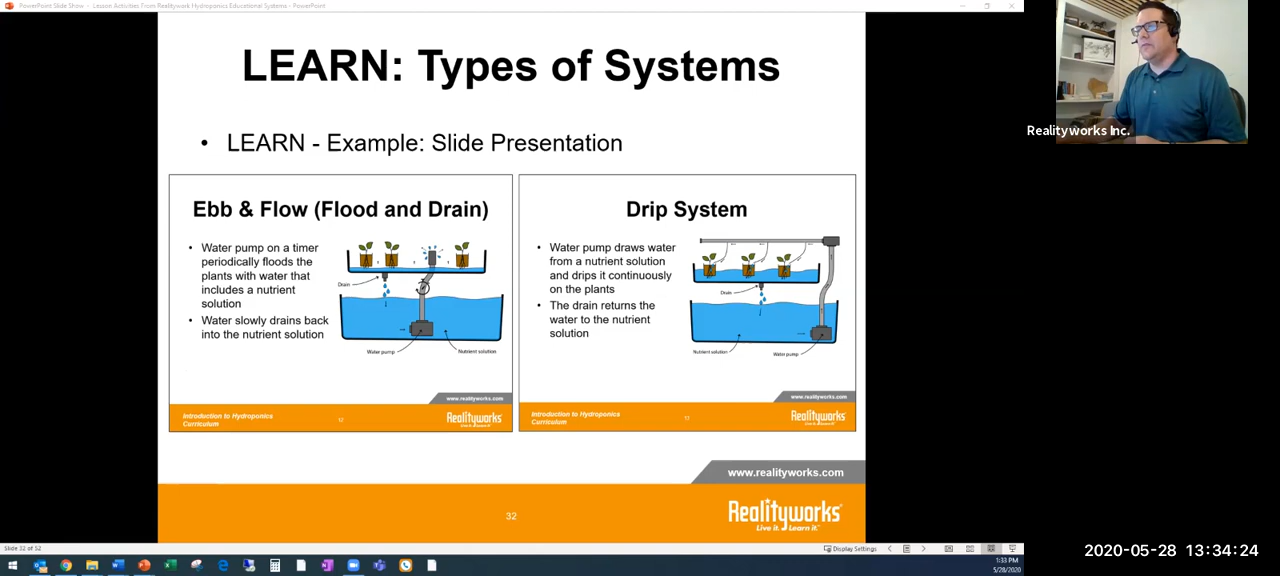 PowerPoint Slide Show - Lesson Activities From Realitywork Hydroponics Educational Systems - PowerPoint
LEARN: Types of Systems
• LEARN - Example: Slide Presentation
Ebb & Flow (Flood and Drain)
• Water pump on a timer
periodically floods the
plants with water that
includes a nutrient
solution
• Water slowly drains back
into the nutrient solution
Drain
Water pump
Nutrient solution
www.realityworks.com
Introduction to Hydroponics
Curriculum
12
Realityworks
Live it. Learn it.
Drip System
• Water pump draws water
from a nutrient solution
and drips it continuously
on the plants
• The drain returns the
water to the nutrient
solution
Drain
Nutrient solution
Water pump
www.realityworks.com
Introduction to Hydroponics
Curriculum
13
Realityworks
Live it. Learn it.
www.realityworks.com
32
Realityworks
Live it. Learn it.
Realityworks Inc.
Slide 32 of 52
Display Settings
1:33 PM
5/28/2020
2020-05-28 13:34:24